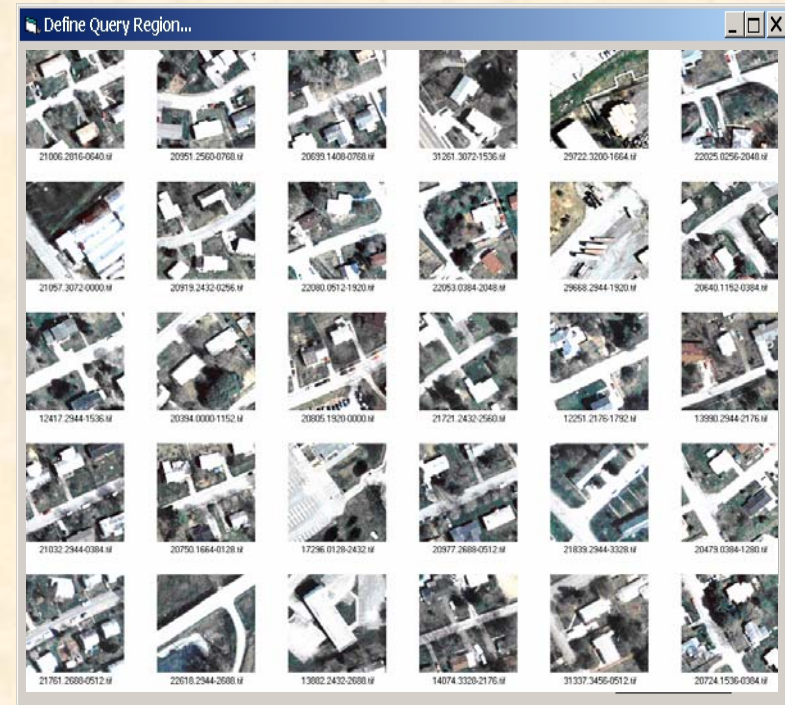 Define Query Region...
21006.2816-0640.tif 20951.2560-0768.tif 20699.1408-0768.tif 31261.3072-1536.tif 29722.3200-1664.tif 22025.0256-2048.tif
21057.3072-0000.tif 20919.2432-0256.tif 22080.0512-1920.tif 22053.0384-2048.tif 29668.2944-1920.tif 20640.1152-0384.tif
12417.2944-1536.tif 20394.0000-1152.tif 20805.1920-0000.tif 21721.2432-2560.tif 12251.2176-1792.tif 13990.2944-2176.tif
21032.2944-0384.tif 20750.1664-0128.tif 17296.0128-2432.tif 20977.2688-0512.tif 21839.2944-3328.tif 20479.0384-1280.tif
21761.2688-0512.tif 22618.2944-2688.tif 13882.2432-2688.tif 14074.3328-2176.tif 31337.3456-0512.tif 20724.1536-0384.tif